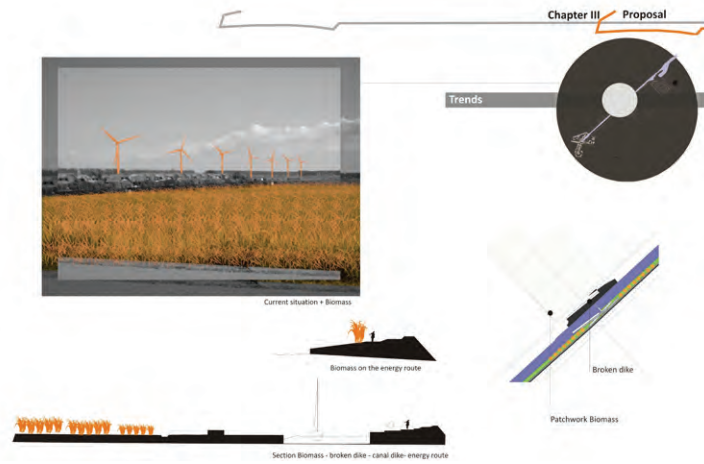 Chapter III Proposal
Trends
Current situation + Biomass
Biomass on the energy route
Broken dike
Patchwork Biomass
Section Biomass - broken dike - canal dike- energy route